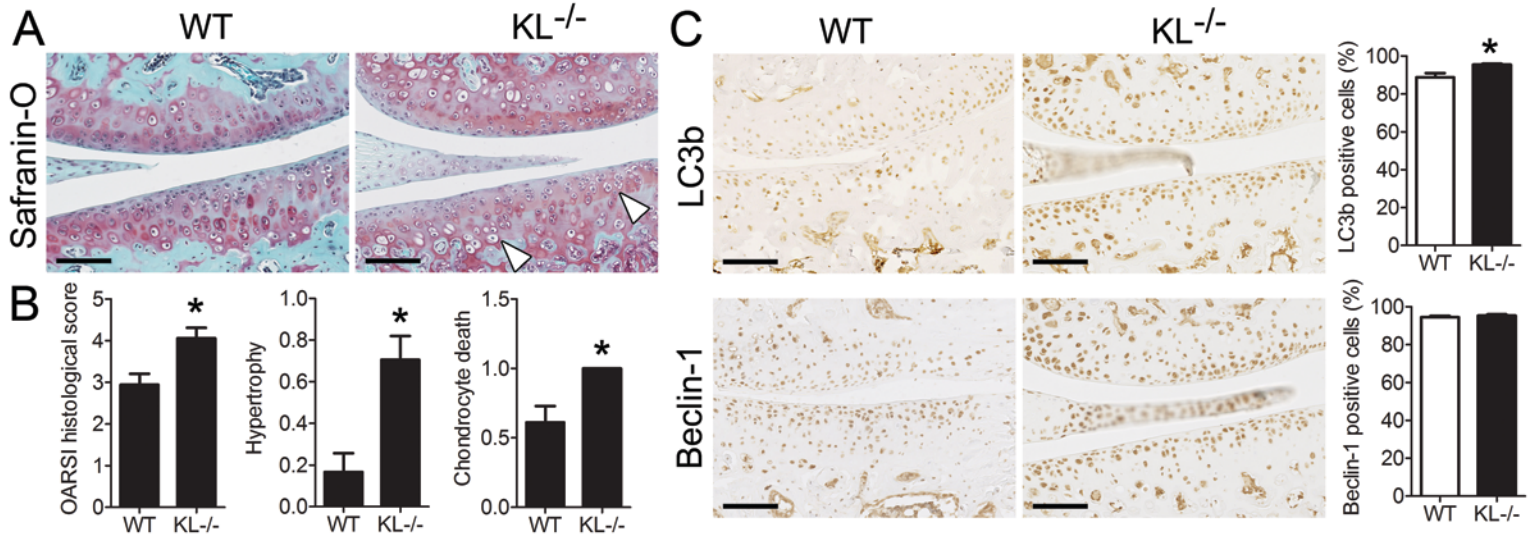 A
WT
KL-/-
Safranin-O
B
OARSI histological score
5
4
3
2
1
0
*
WT
KL-/-
Hypertrophy
1.0
0.8
0.6
0.4
0.2
0.0
*
WT
KL-/-
Chondrocyte death
1.5
1.0
0.5
0.0
*
WT
KL-/-
C
WT
KL-/-
LC3b
LC3b positive cells (%)
100
80
60
40
20
0
*
WT
KL-/-
Beclin-1
Beclin-1 positive cells (%)
100
80
60
40
20
0
WT
KL-/-